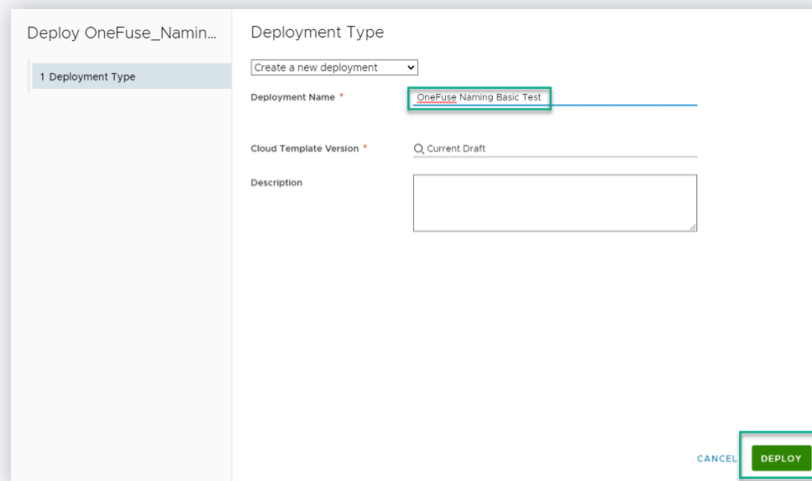 Deploy OneFuse_Namin...
1 Deployment Type
Deployment Type
Create a new deployment
Deployment Name *
OneFuse Naming Basic Test
Cloud Template Version *
Current Draft
Description
CANCEL
DEPLOY